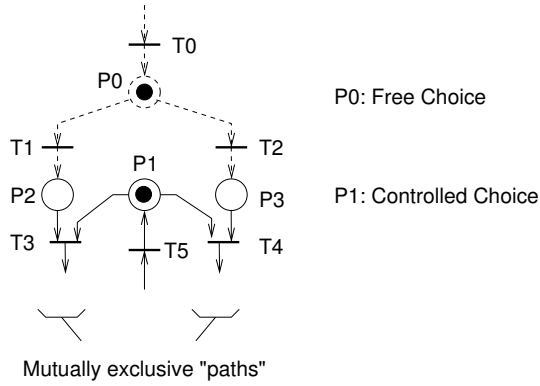 T0
P0
P0: Free Choice
T1
T2
P1
P2
P3
P1: Controlled Choice
T3
T5
T4
Mutually exclusive "paths"